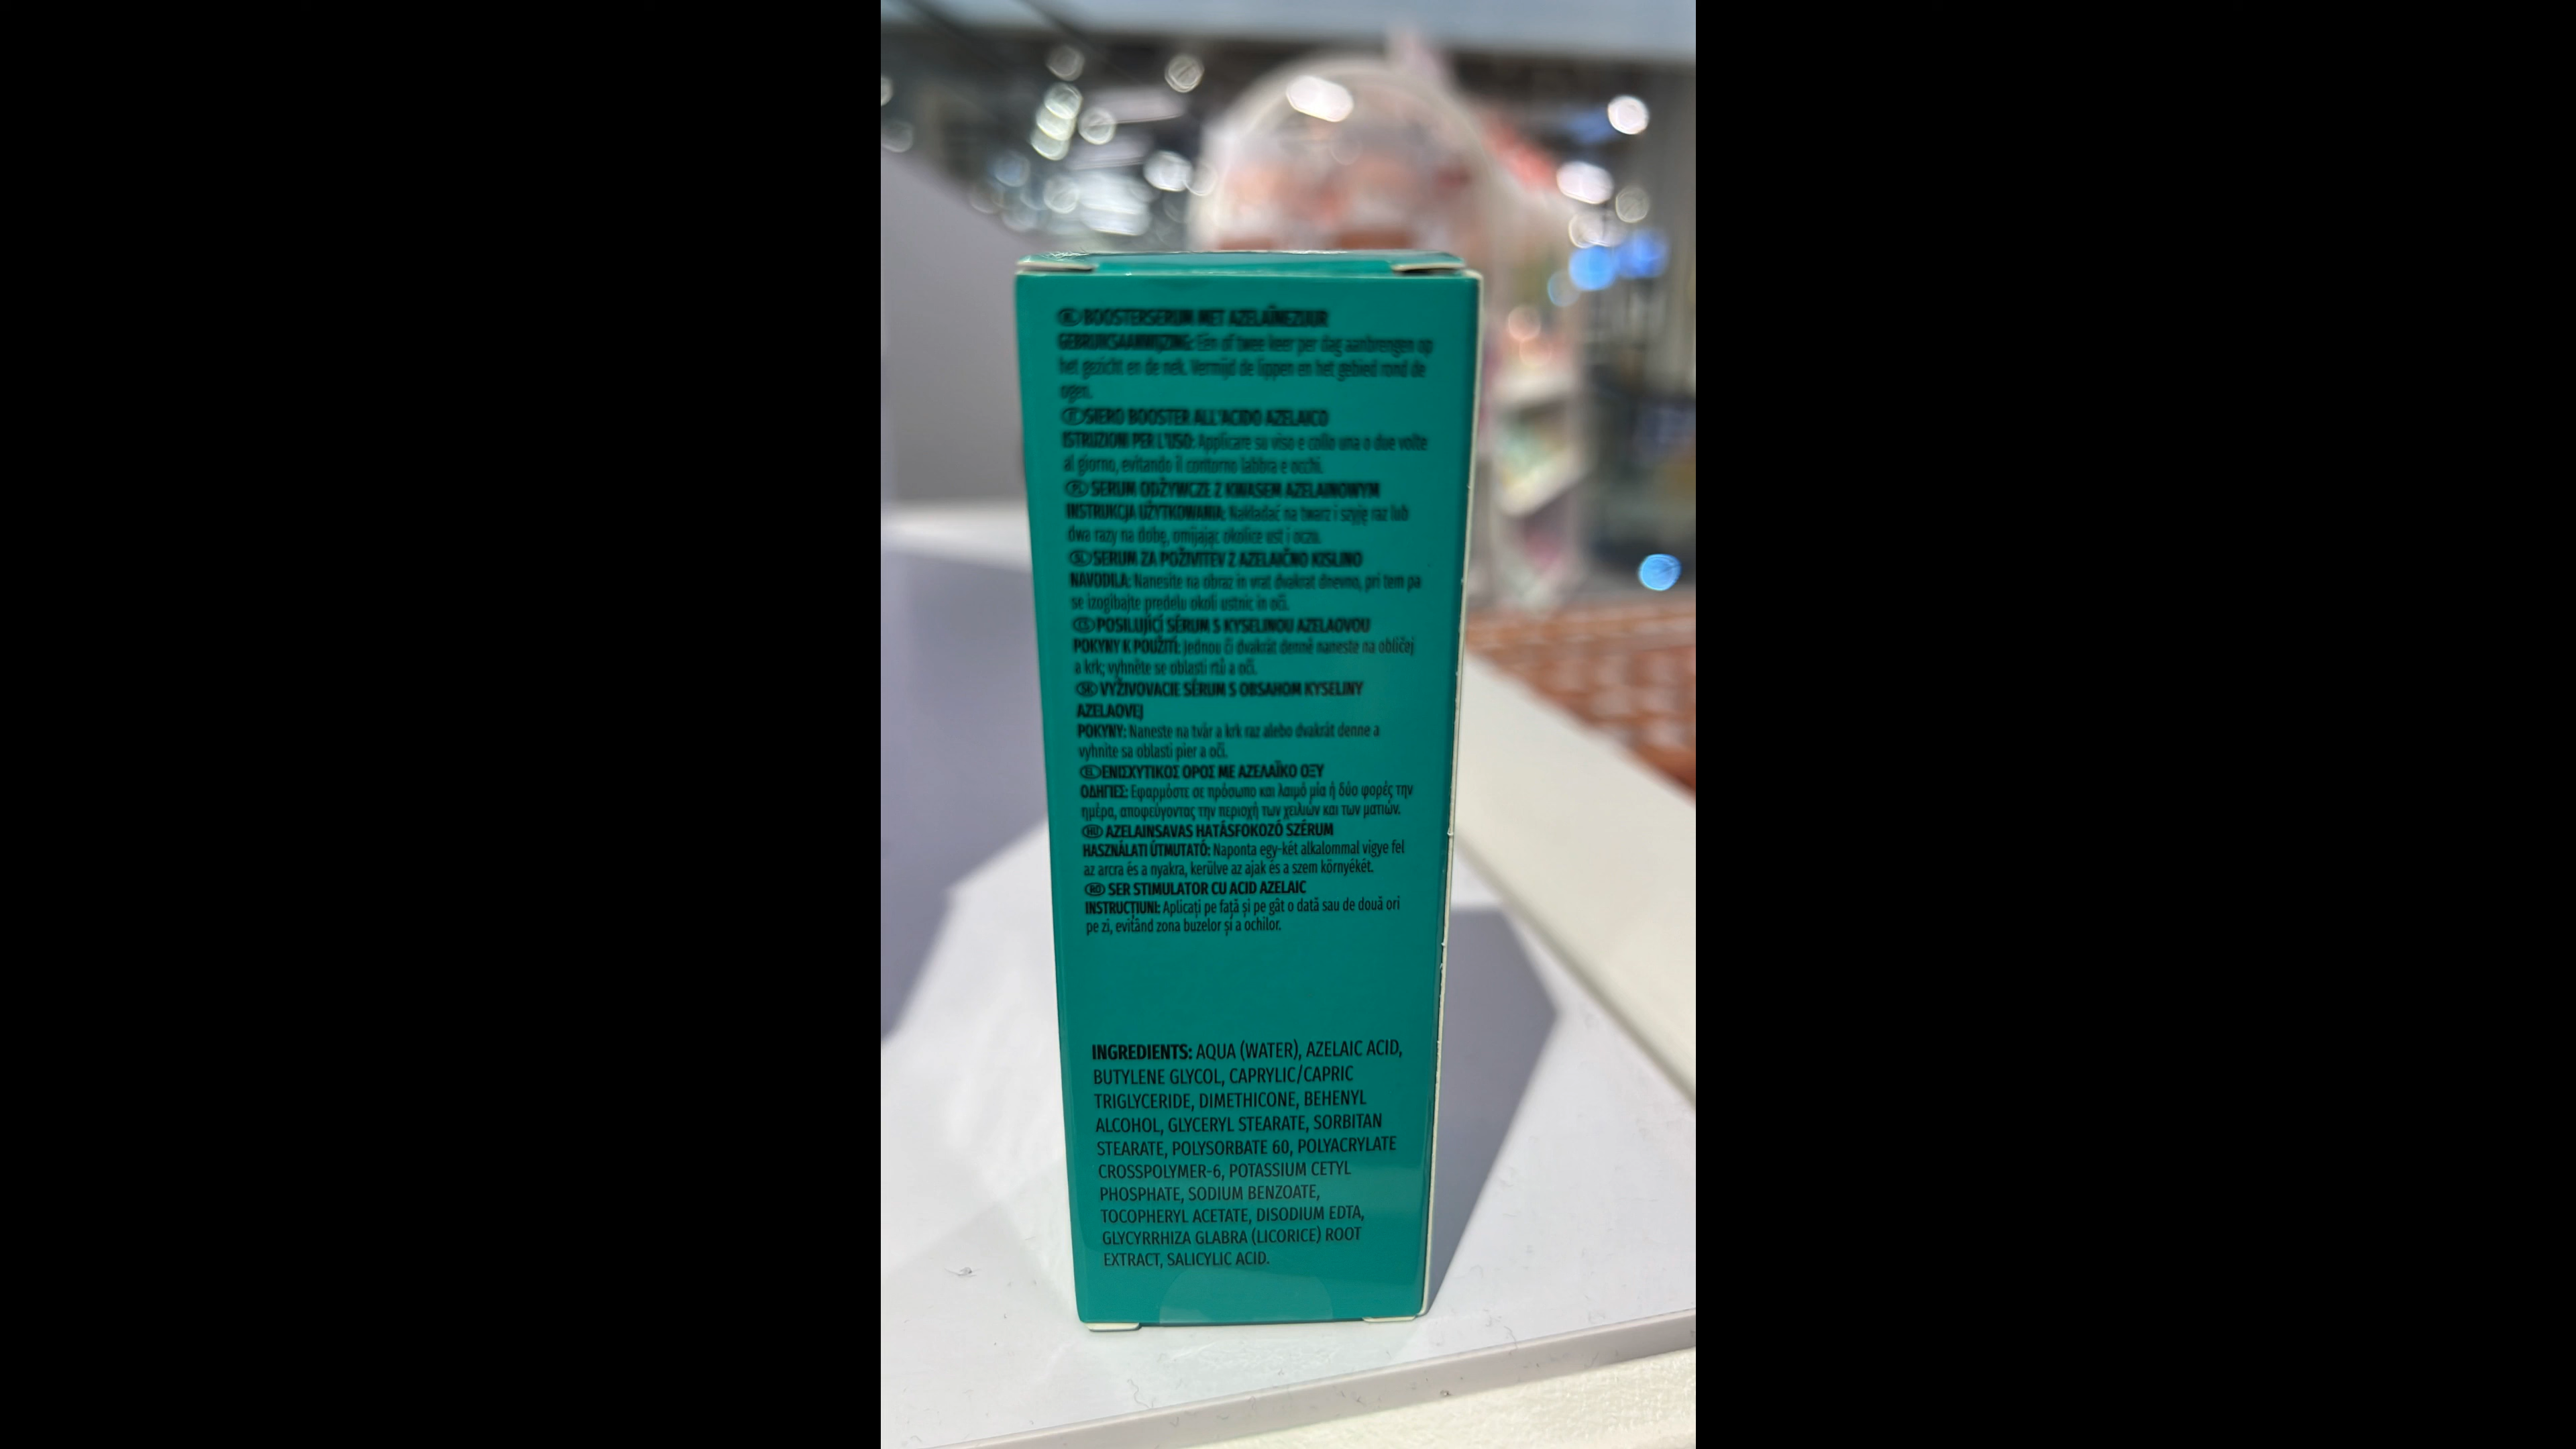 NL BOOSTERSERUM MET AZELAÏNEZUUR
GEBRUIKSAANWIJZING: Eén of twee keer per dag aanbrengen op
het gezicht en de nek. Vermijd de lippen en het gebied rond de
ogen.
IT SIERO BOOSTER ALL'ACIDO AZELAICO
ISTRUZIONI PER L'USO: Applicare su viso e collo una o due volte
al giorno, evitando il contorno labbra e occhi.
PL SERUM ODŻYWCZE Z KWASEM AZELAINOWYM
INSTRUKCJA UŻYTKOWANIA: Nakładać na twarz i szyję raz lub
dwa razy na dobę, omijając okolice ust i oczu.
SL SERUM ZA POŽIVITEV Z AZELAIČNO KISLINO
NAVODILA: Nanesite na obraz in vrat dvakrat dnevno, pri tem pa
se izogibajte predelu okoli ustnic in oči.
CS POSILUJÍCÍ SÉRUM S KYSELINOU AZELAOVOU
POKYNY K POUŽITÍ: Jednou či dvakrát denně naneste na obličej
a krk; vyhněte se oblasti rtů a očí.
SK VYŽIVOVACIE SÉRUM S OBSAHOM KYSELINY
AZELAOVEJ
POKYNY: Naneste na tvár a krk raz alebo dvakrát denne a
vyhnite sa oblasti pier a očí.
EL ΕΝΙΣΧΥΤΙΚΟΣ ΟΡΟΣ ΜΕ ΑΖΕΛΑΪΚΟ ΟΞΥ
ΟΔΗΓΙΕΣ: Εφαρμόστε σε πρόσωπο και λαιμό μία ή δύο φορές την
ημέρα, αποφεύγοντας την περιοχή των χειλιών και των ματιών.
HU AZELAINSAVAS HATÁSFOKOZÓ SZÉRUM
HASZNÁLATI ÚTMUTATÓ: Naponta egy-két alkalommal vigye fel
az arcra és a nyakra, kerülve az ajak és a szem környékét.
RO SER STIMULATOR CU ACID AZELAIC
INSTRUCȚIUNI: Aplicați pe față și pe gât o dată sau de două ori
pe zi, evitând zona buzelor și a ochilor.
INGREDIENTS: AQUA (WATER), AZELAIC ACID,
BUTYLENE GLYCOL, CAPRYLIC/CAPRIC
TRIGLYCERIDE, DIMETHICONE, BEHENYL
ALCOHOL, GLYCERYL STEARATE, SORBITAN
STEARATE, POLYSORBATE 60, POLYACRYLATE
CROSSPOLYMER-6, POTASSIUM CETYL
PHOSPHATE, SODIUM BENZOATE,
TOCOPHERYL ACETATE, DISODIUM EDTA,
GLYCYRRHIZA GLABRA (LICORICE) ROOT
EXTRACT, SALICYLIC ACID.